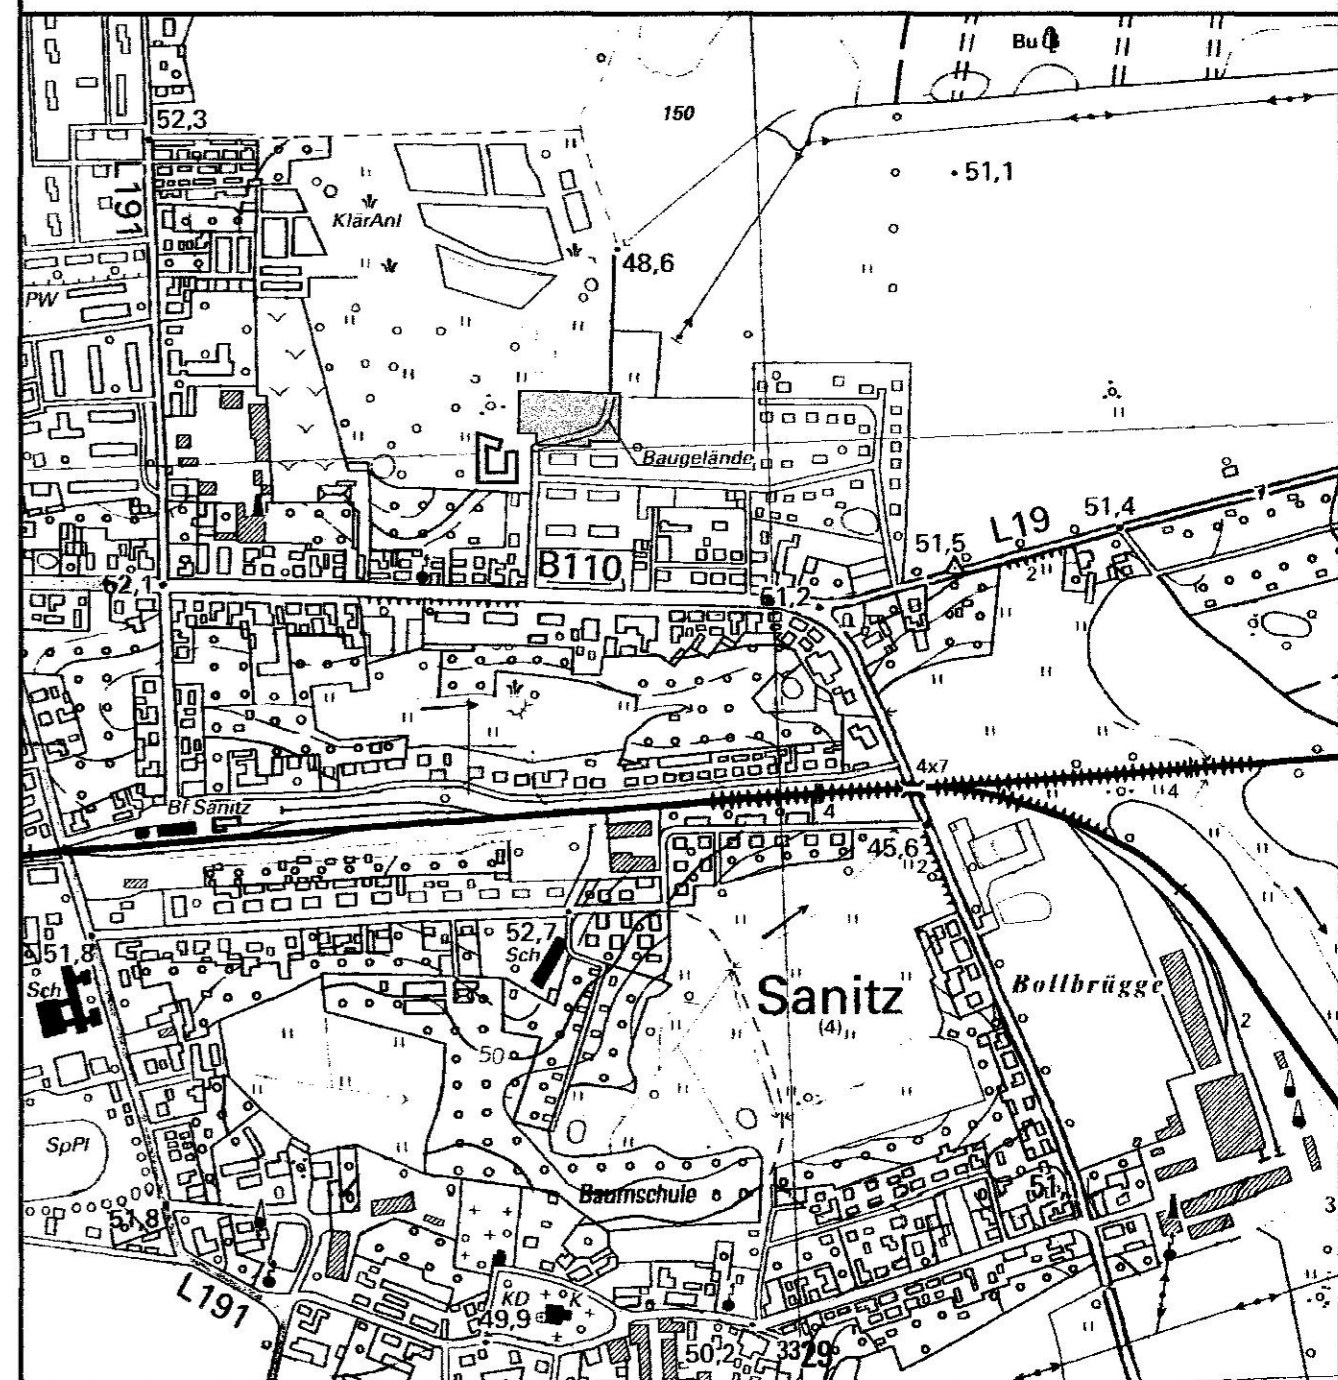 Bu
150
52,3
51,1
L191
KlärAnl
48,6
PW
Baugelände
51,4
L19
51,5
2
B110
52,1
51,2
4x7
Bf Sanitz
4
4
45,6
2
52,7
Sch
51,8
Sch
Sanitz
(4)
Bollbrügge
2
50
SpPl
Baumschule
51,8
3
L191
KD
K
49,9
50,2
3329